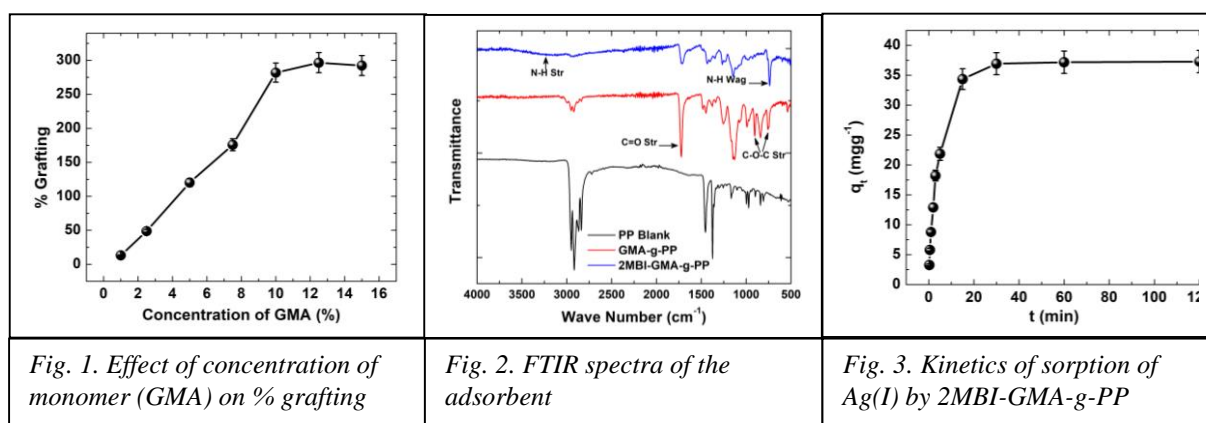 350
300
250
200
150
100
50
0
% Grafting
0 2 4 6 8 10 12 14 16
Concentration of GMA (%)
N-H Str
N-H Wag
C=O Str
C-O-C Str
Transmittance
PP Blank
GMA-g-PP
2MBI-GMA-g-PP
4000 3500 3000 2500 2000 1500 1000 500
Wave Number (cm⁻¹)
45
40
35
30
25
20
15
10
5
0
qₜ (mgg⁻¹)
0 20 40 60 80 100
t (min)
Fig. 1. Effect of concentration of
monomer (GMA) on % grafting
Fig. 2. FTIR spectra of the
adsorbent
Fig. 3. Kinetics of sorption of
Ag(I) by 2MBI-GMA-g-PP